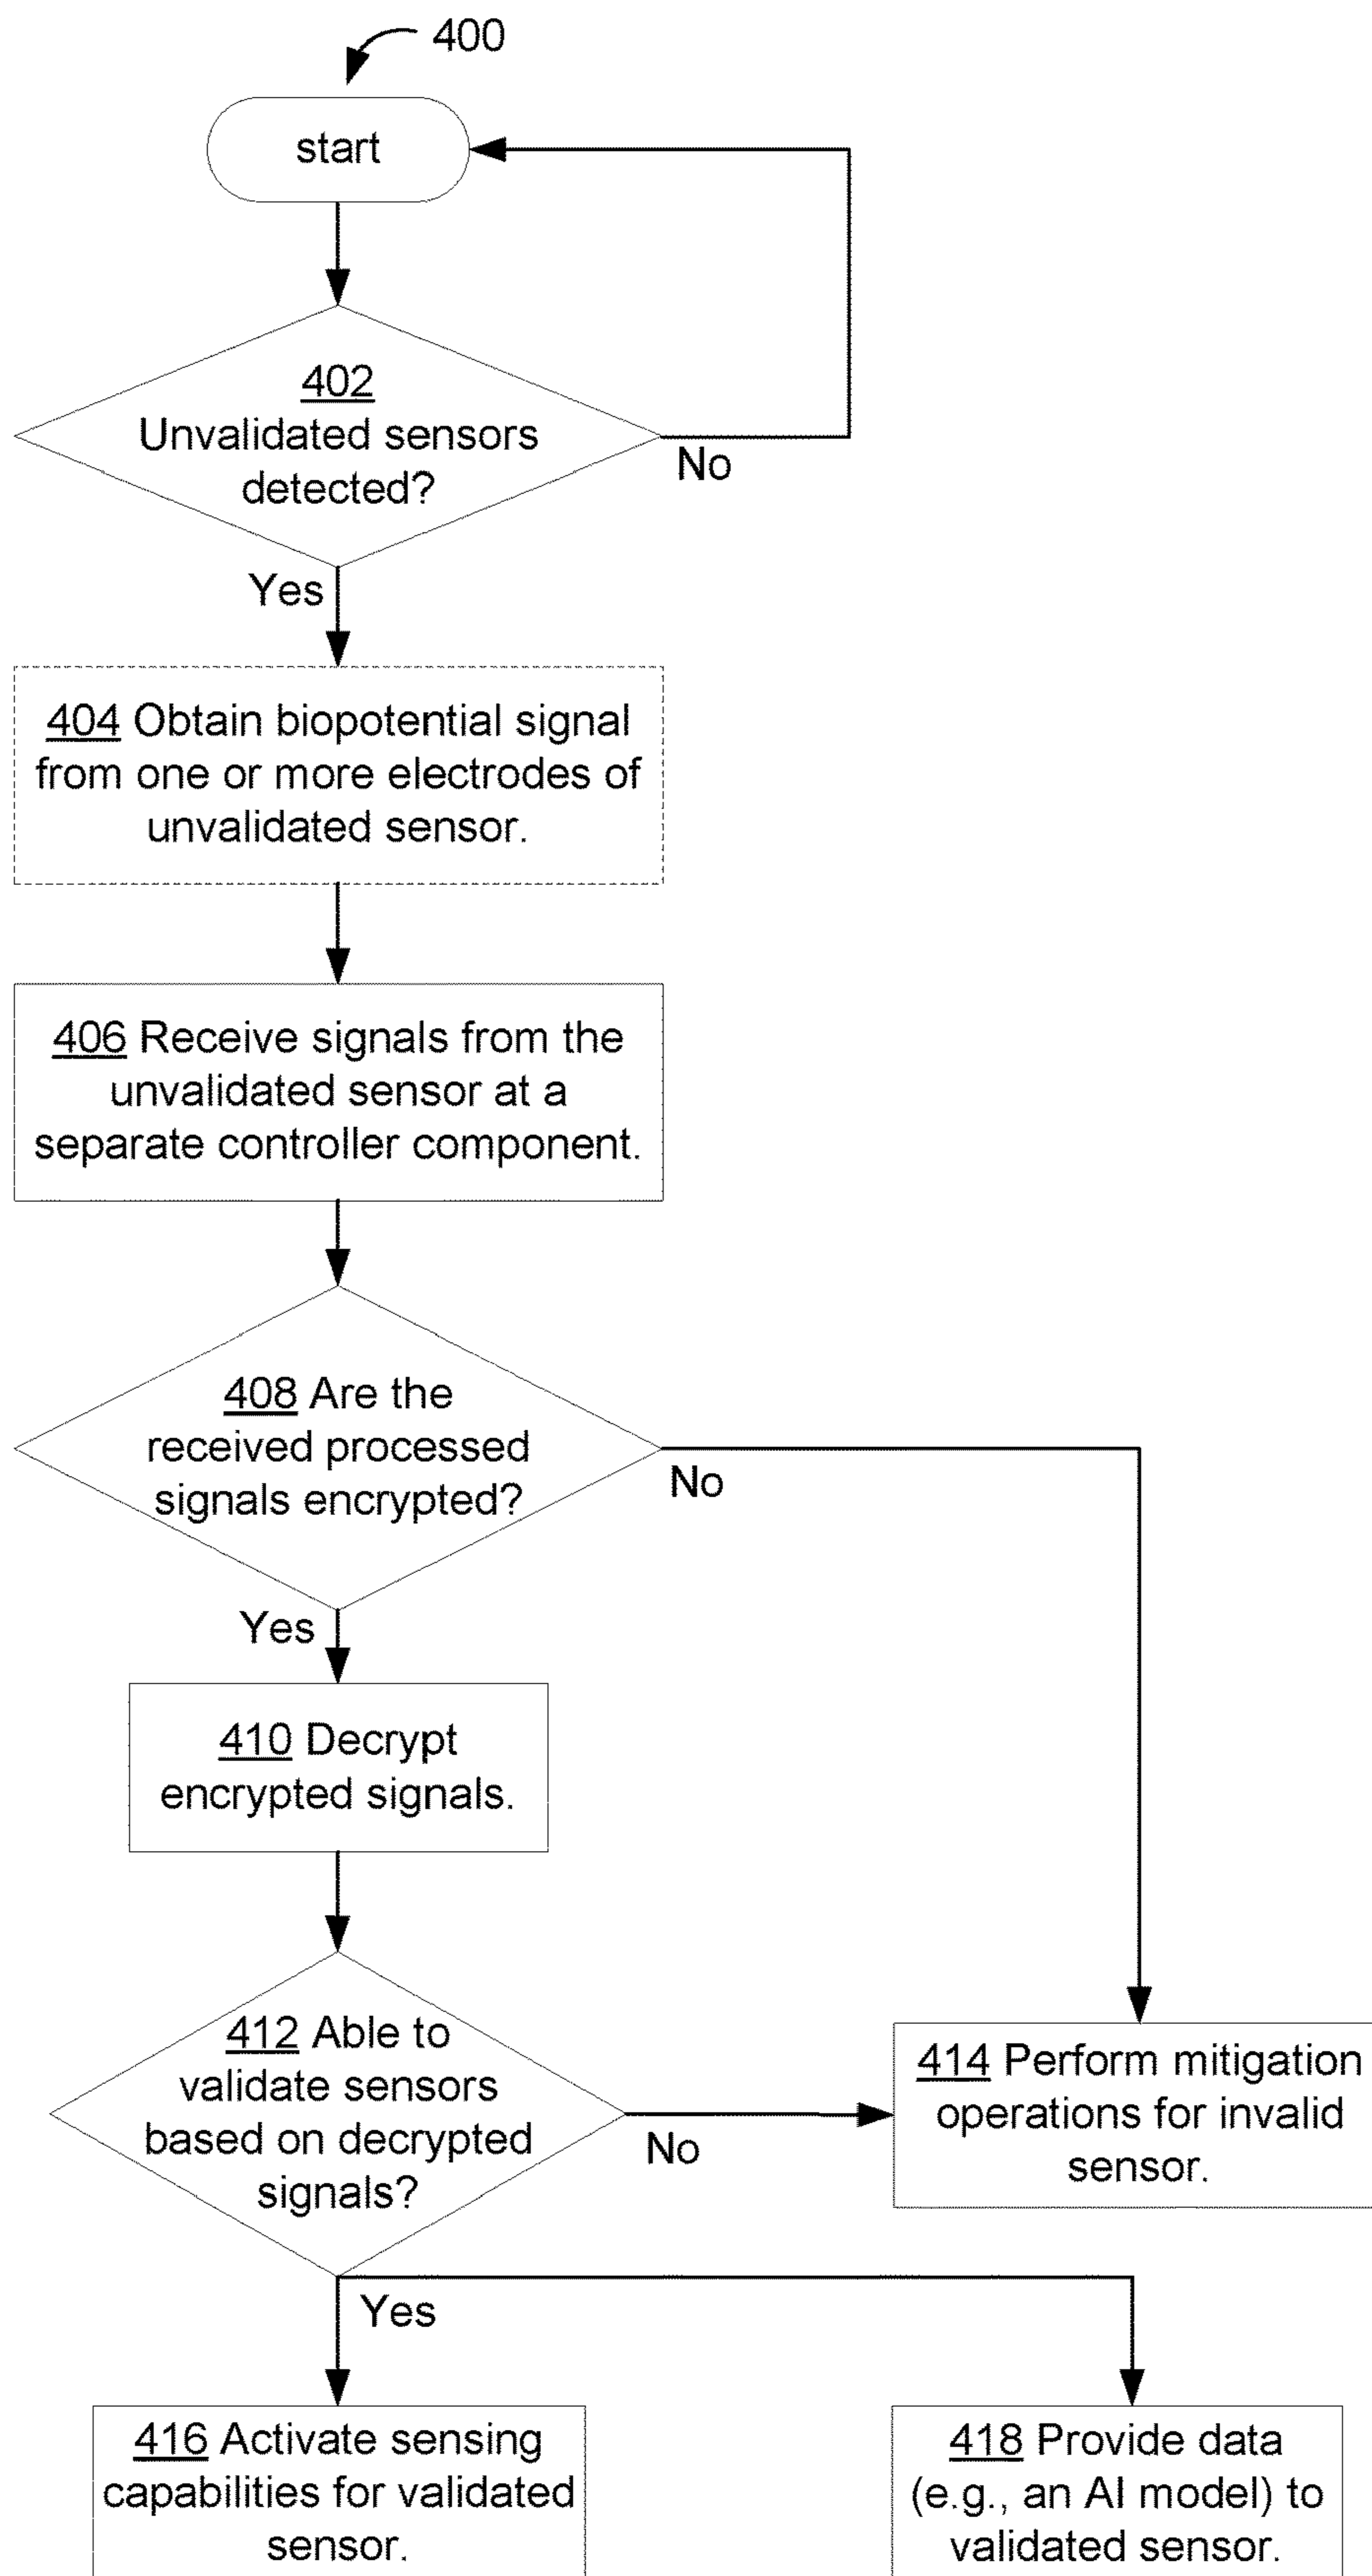 400
start
402
Unvalidated sensors
detected?
No
Yes
404 Obtain biopotential signal
from one or more electrodes of
unvalidated sensor.
406 Receive signals from the
unvalidated sensor at a
separate controller component.
408 Are the
received processed
signals encrypted?
No
Yes
410 Decrypt
encrypted signals.
412 Able to
validate sensors
based on decrypted
signals?
No
414 Perform mitigation
operations for invalid
sensor.
Yes
416 Activate sensing
capabilities for validated
sensor.
418 Provide data
(e.g., an AI model) to
validated sensor.